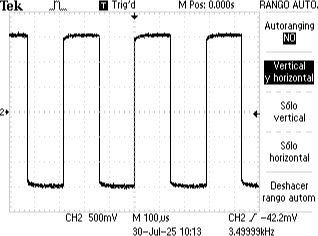 Tek T Trig'd M Pos: 0.000s RANGO AUTO.
Autoranging
NO
Vertical
y horizontal
2
Sólo
vertical
Sólo
horizontal
Deshacer
rango autom
CH2 500mV M 100µs CH2 -42.2mV
30-Jul-25 10:13 3.49999kHz